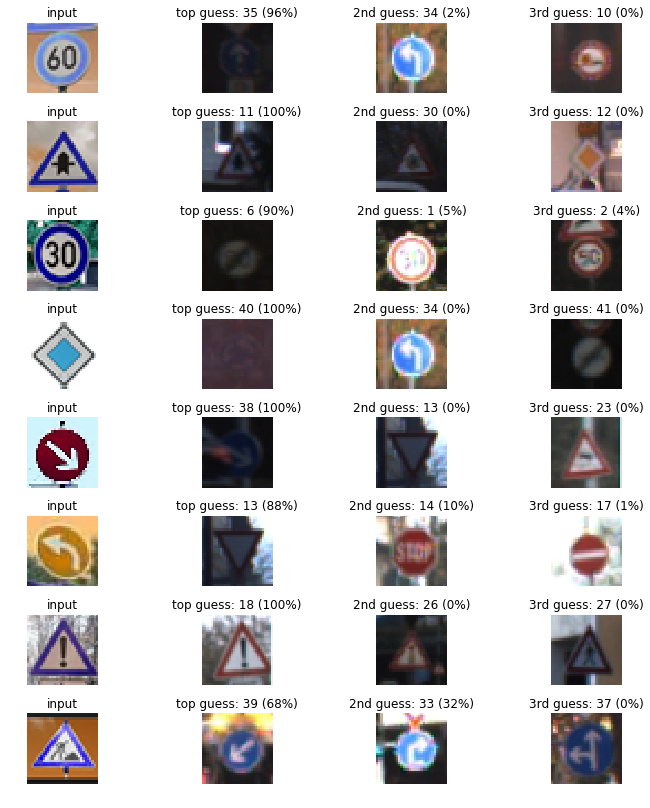 input top guess: 35 (96%) 2nd guess: 34 (2%) 3rd guess: 10 (0%)
60
input top guess: 11 (100%) 2nd guess: 30 (0%) 3rd guess: 12 (0%)
input top guess: 6 (90%) 2nd guess: 1 (5%) 3rd guess: 2 (4%)
30 30 50
input top guess: 40 (100%) 2nd guess: 34 (0%) 3rd guess: 41 (0%)
input top guess: 38 (100%) 2nd guess: 13 (0%) 3rd guess: 23 (0%)
input top guess: 13 (88%) 2nd guess: 14 (10%) 3rd guess: 17 (1%)
STOP
input top guess: 18 (100%) 2nd guess: 26 (0%) 3rd guess: 27 (0%)
input top guess: 39 (68%) 2nd guess: 33 (32%) 3rd guess: 37 (0%)